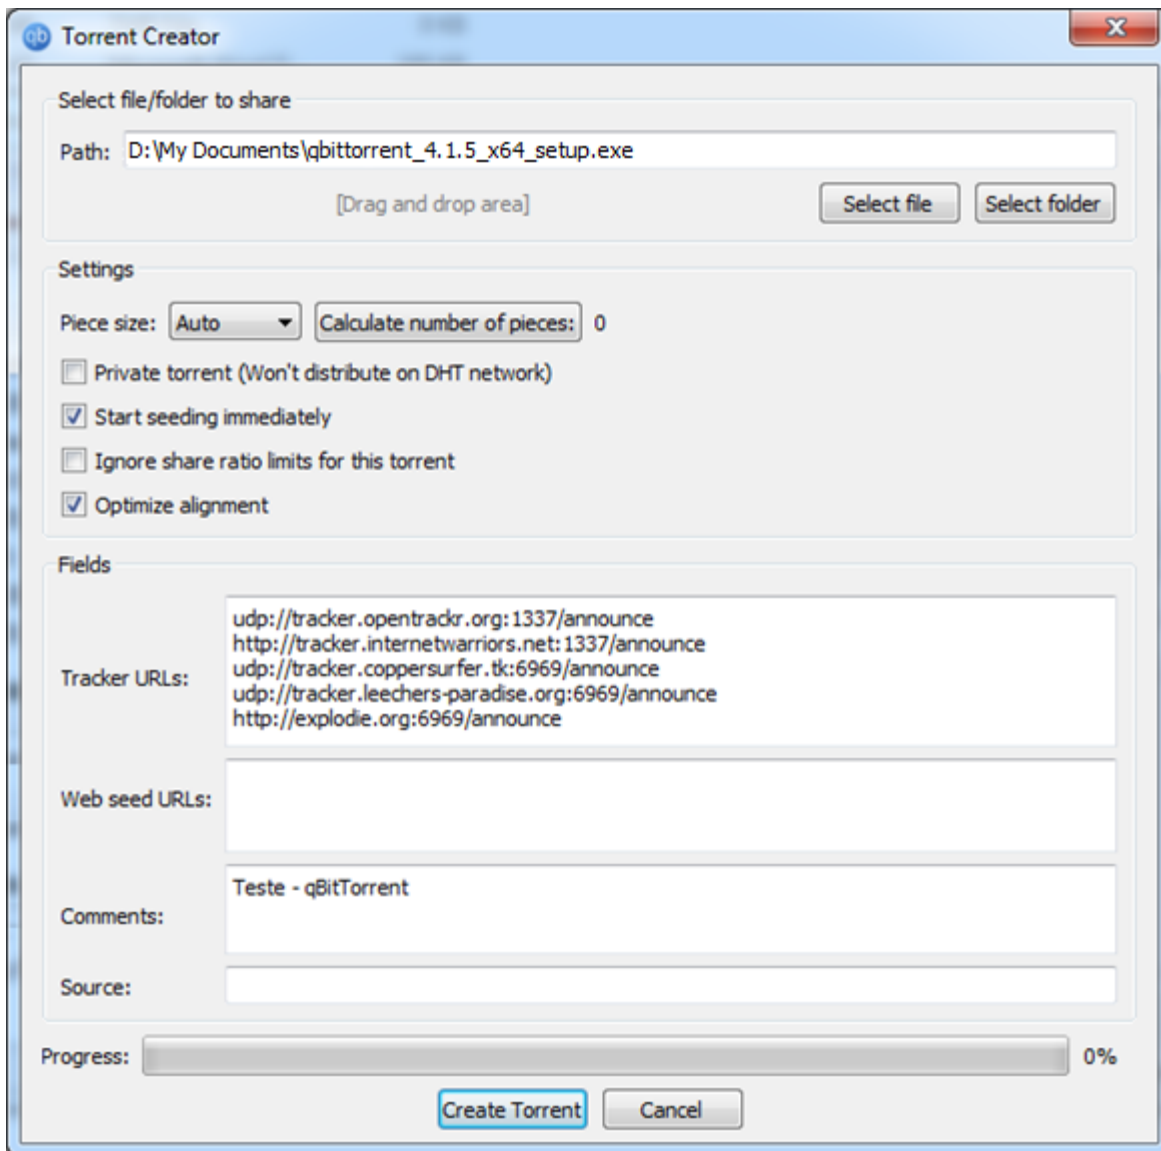 qb Torrent Creator
Select file/folder to share
Path: D:\My Documents\qbittorrent_4.1.5_x64_setup.exe
[Drag and drop area] Select file Select folder
Settings
Piece size: Auto Calculate number of pieces: 0
Private torrent (Won't distribute on DHT network)
Start seeding immediately
Ignore share ratio limits for this torrent
Optimize alignment
Fields
Tracker URLs:
udp://tracker.opentrackr.org:1337/announce
http://tracker.internetwarriors.net:1337/announce
udp://tracker.coppersurfer.tk:6969/announce
udp://tracker.leechers-paradise.org:6969/announce
http://explodie.org:6969/announce
Web seed URLs:
Comments: Teste - qBitTorrent
Source:
Progress: 0%
Create Torrent Cancel